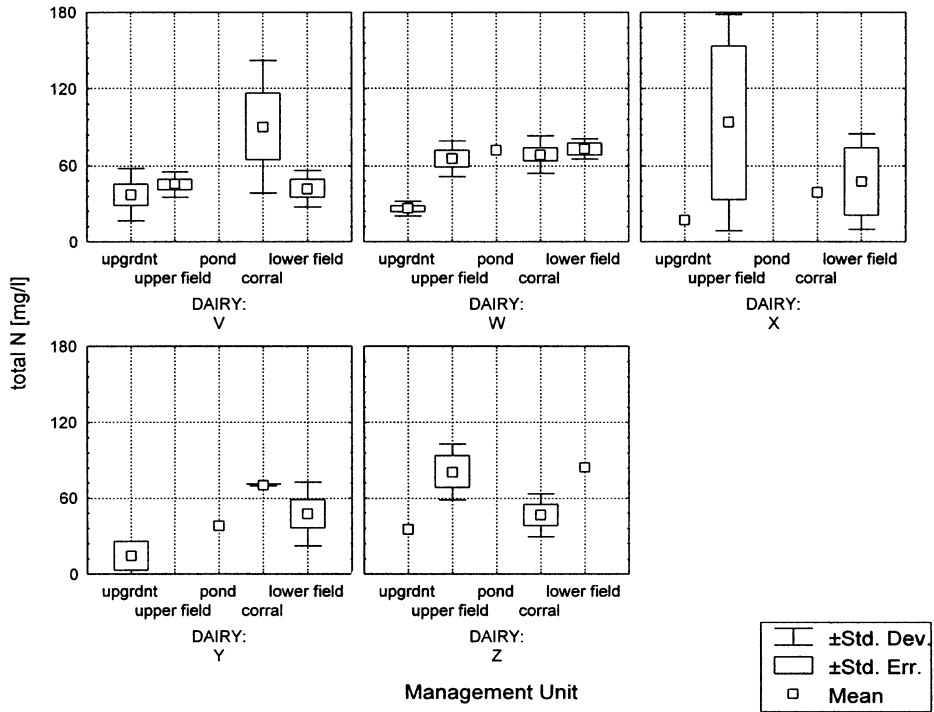 total N [mg/l]
180
120
60
0
upgrdnt pond lower field
upper field corral
DAIRY:
V
upgrdnt pond lower field
upper field corral
DAIRY:
W
upgrdnt pond lower field
upper field corral
DAIRY:
X
180
120
60
0
upgrdnt pond lower field
upper field corral
DAIRY:
Y
upgrdnt pond lower field
upper field corral
DAIRY:
Z
Management Unit
±Std. Dev.
±Std. Err.
Mean